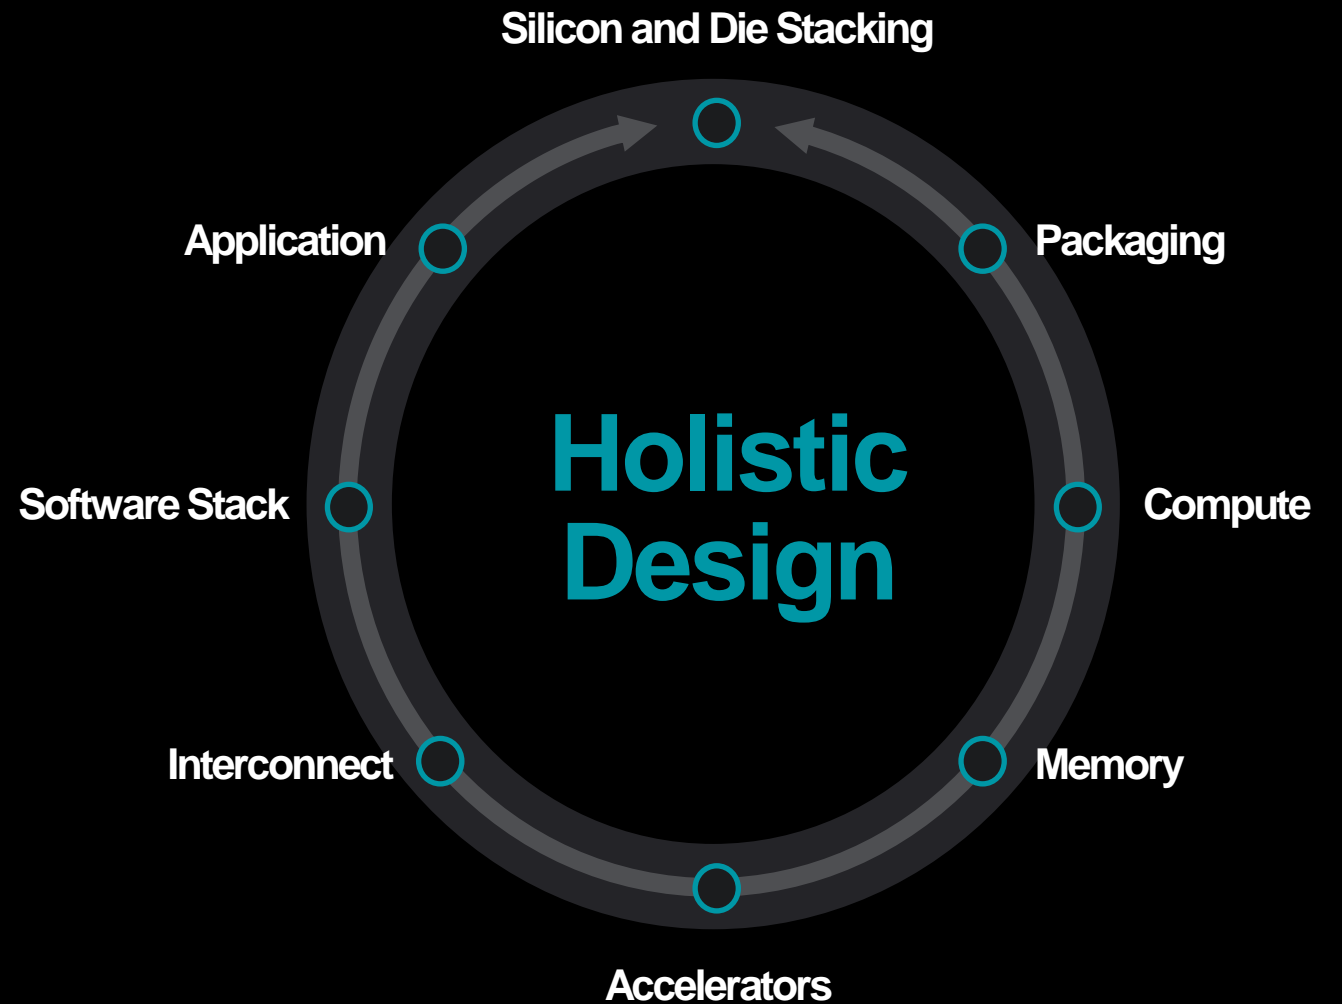 Silicon and Die Stacking
Application
Packaging
Holistic
Design
Software Stack
Compute
Interconnect
Memory
Accelerators